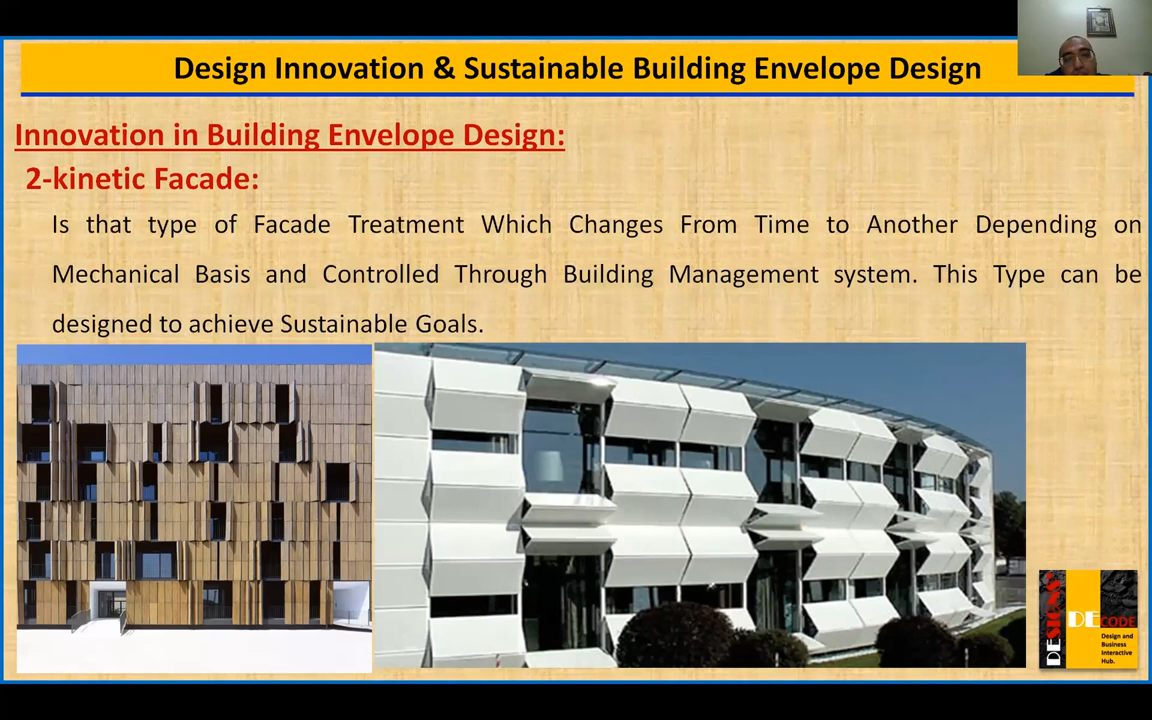 Design Innovation & Sustainable Building Envelope Design
Innovation in Building Envelope Design:
2-kinetic Facade:
Is that type of Facade Treatment Which Changes From Time to Another Depending on
Mechanical Basis and Controlled Through Building Management system. This Type can be
designed to achieve Sustainable Goals.
DESIGNS'
DECODE
Design and
Business
Interactive
Hub.